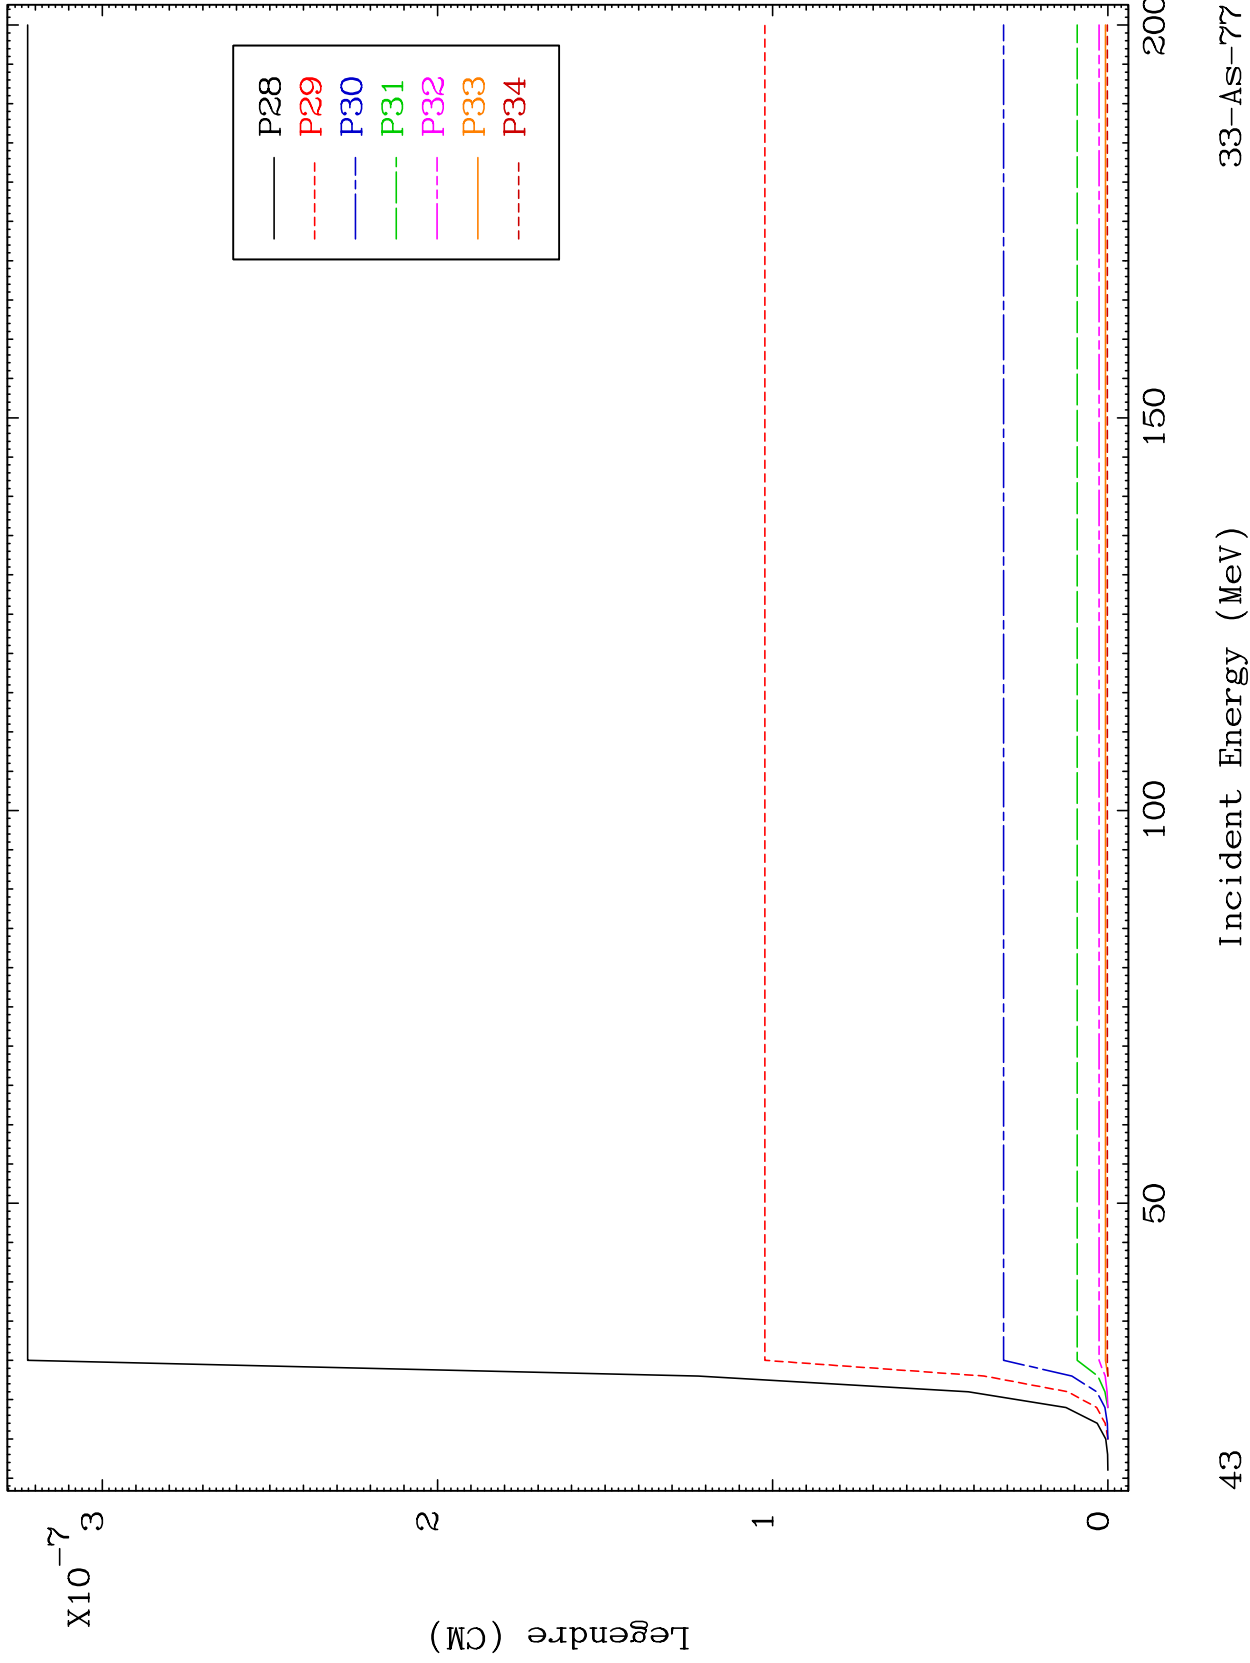 X10-7
3
2
1
0
Legendre (CM)
P28
P29
P30
P31
P32
P33
P34
50
100
150
200
Incident Energy (MeV)
43
33-As-77